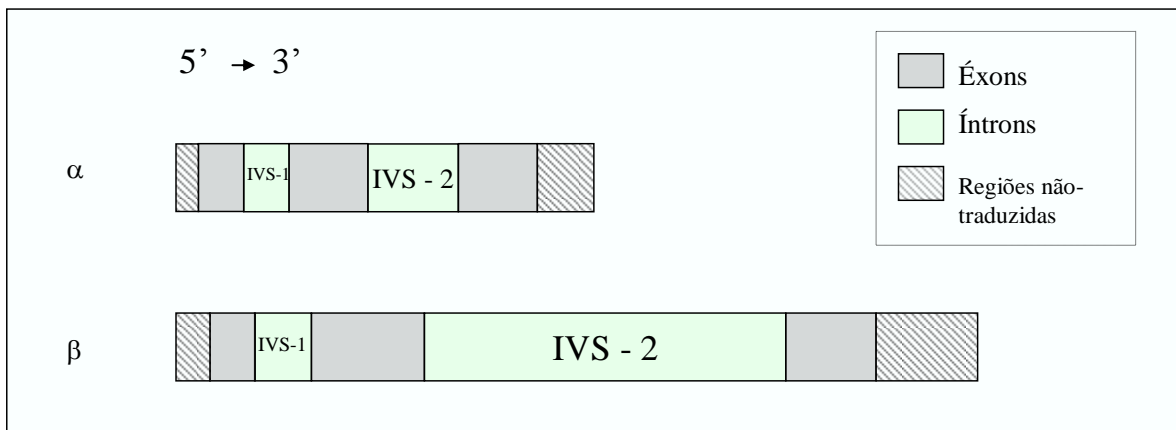 5’ → 3’
Éxons
Íntrons
Regiões não-
traduzidas
α
IVS-1
IVS - 2
β
IVS-1
IVS - 2